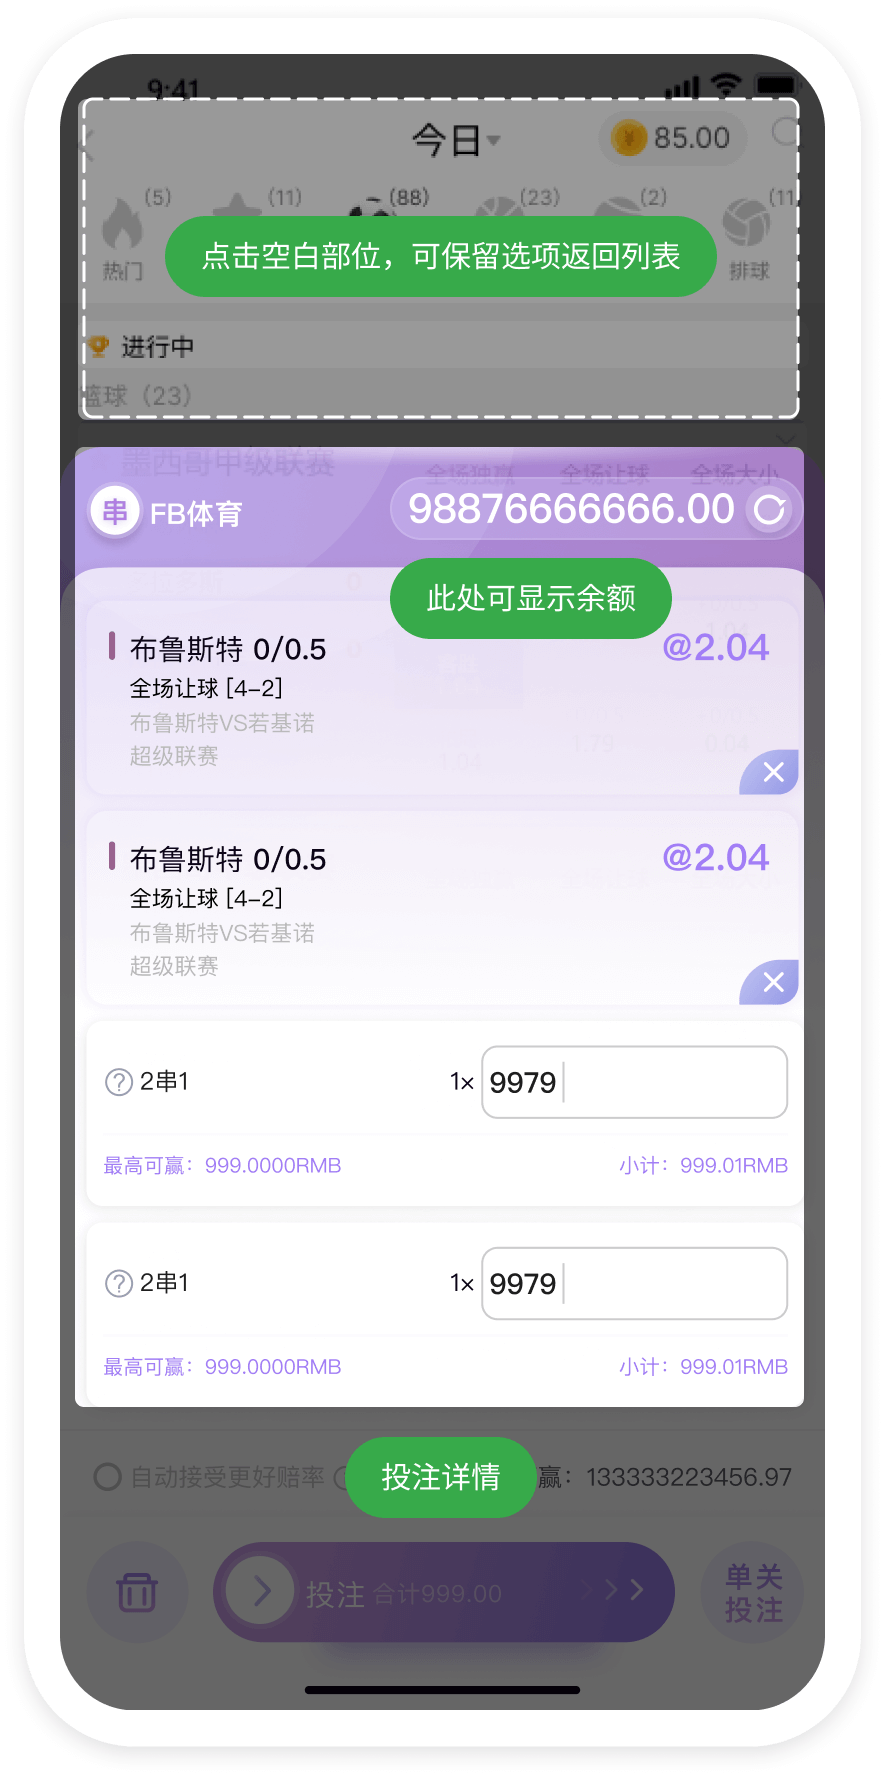 9:41
今日
85.00
(5)
(11)
(88)
(23)
(2)
(11
热门
排球
点击空白部位，可保留选项返回列表
进行中
篮球（23）
墨西哥甲级联赛
全场独赢 全场让球 全场大小
串 FB体育
98876666666.00
此处可显示余额
布鲁斯特 0/0.5
@2.04
全场让球 [4-2]
布鲁斯特VS若基诺
超级联赛
1.04
1.79
0.04
布鲁斯特 0/0.5
@2.04
全场让球 [4-2]
布鲁斯特VS若基诺
超级联赛
2串1
1× 9979
最高可赢：999.0000RMB
小计：999.01RMB
2串1
1× 9979
最高可赢：999.0000RMB
小计：999.01RMB
自动接受更好赔率
投注详情
赢：133333223456.97
投注 合计999.00
单关
投注